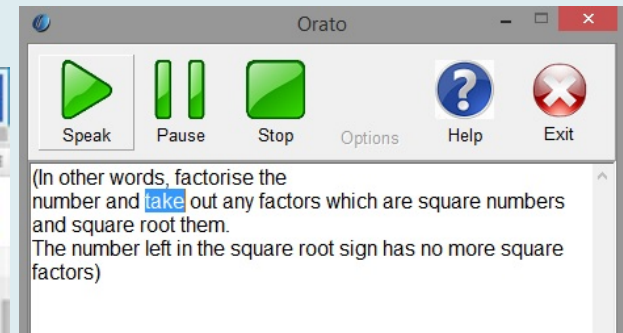 Orato
Speak Pause Stop Options Help Exit
(In other words, factorise the
number and take out any factors which are square numbers
and square root them.
The number left in the square root sign has no more square
factors)